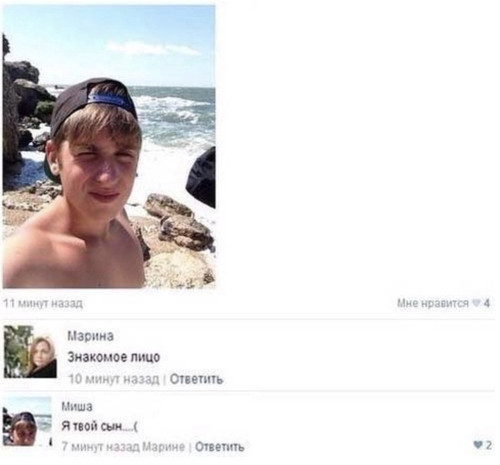 11 минут назад
Мне нравится 4
Марина
Знакомое лицо
10 минут назад | Ответить
Миша
Я твой сын....(
7 минут назад Марине | Ответить
2